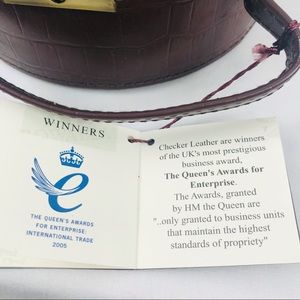 WINNERS
e
THE QUEEN'S AWARDS
FOR ENTERPRISE:
INTERNATIONAL TRADE
2005
Checker Leather are winners
of the UK's most prestigious
business award,
The Queen's Awards for
Enterprise.
The Awards, granted
by HM the Queen are
"..only granted to business units
that maintain the highest
standards of propriety"